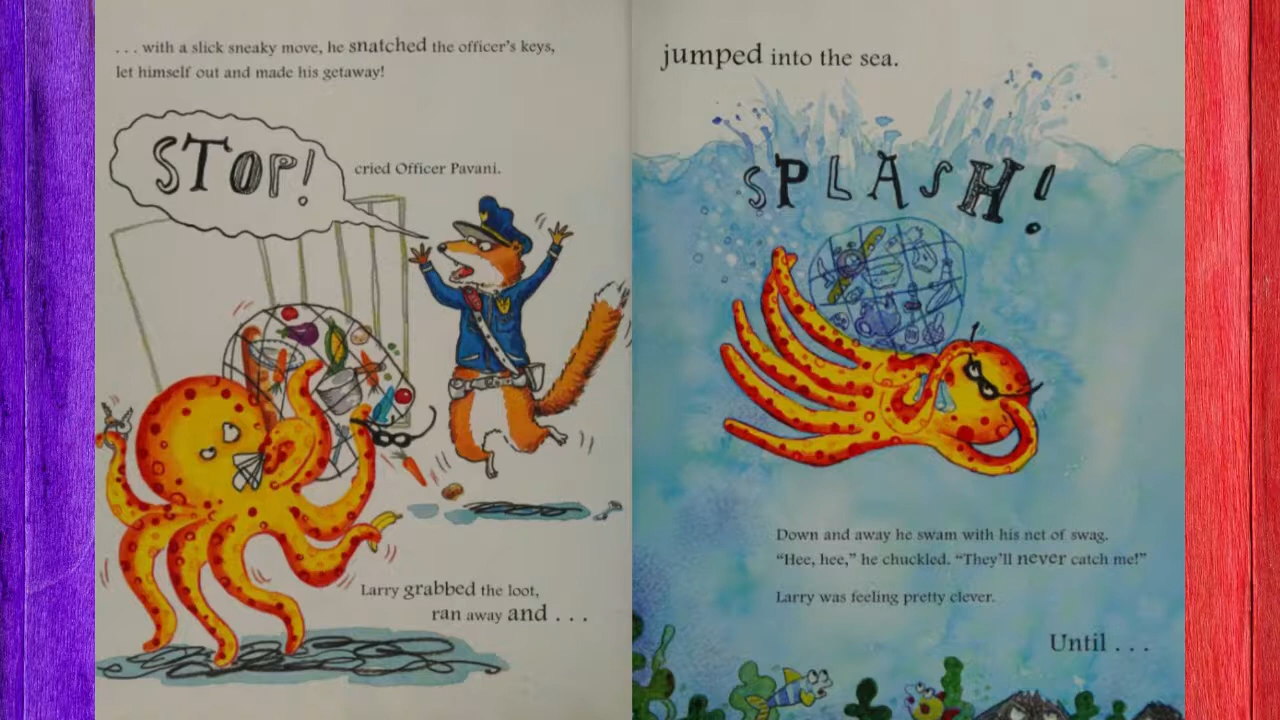 . . . with a slick sneaky move, he snatched the officer's keys,
let himself out and made his getaway!
STOP!
cried Officer Pavani.
Larry grabbed the loot,
ran away and . . .
jumped into the sea.
SPLASH!
Down and away he swam with his net of swag.
“Hee, hee,” he chuckled. “They'll never catch me!”
Larry was feeling pretty clever.
Until . . .